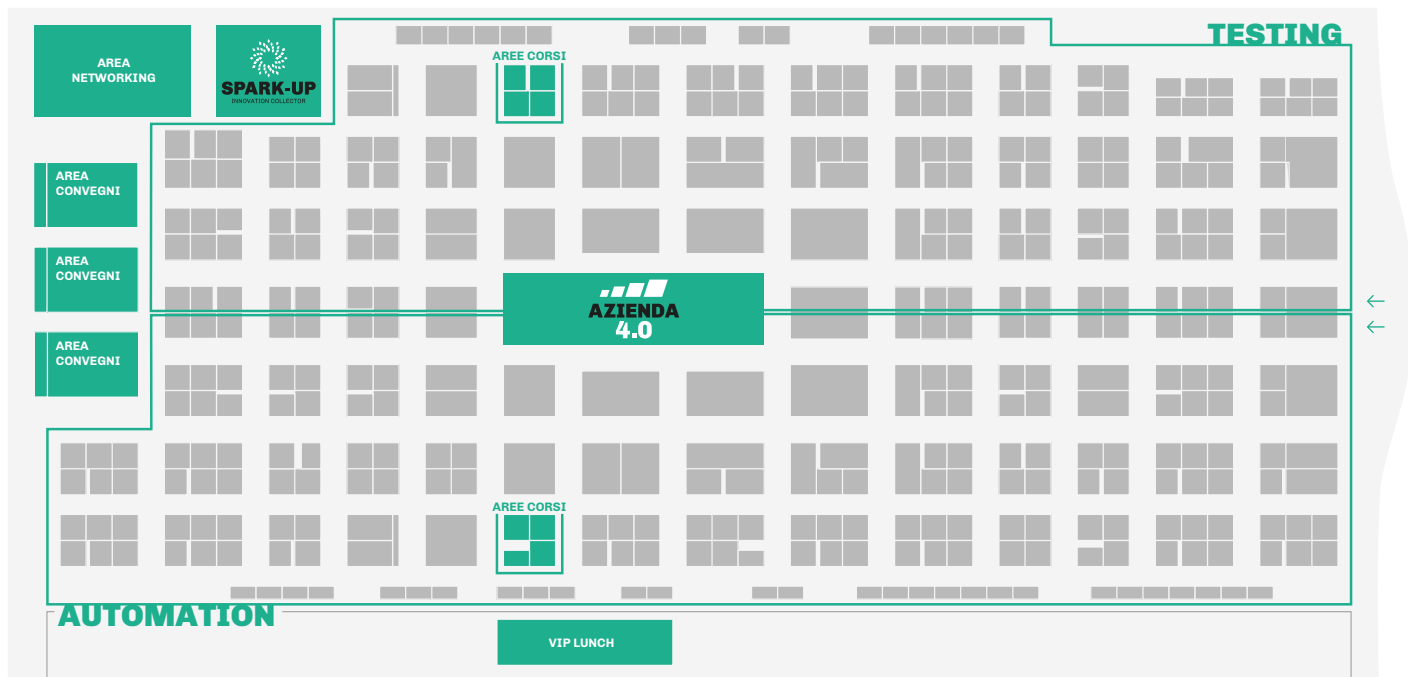 TESTING
AREA
NETWORKING
SPARK-UP
INNOVATION COLLECTOR
AREE CORSI
AREA
CONVEGNI
AREA
CONVEGNI
AREA
CONVEGNI
AZIENDA
4.0
AREE CORSI
AUTOMATION
VIP LUNCH